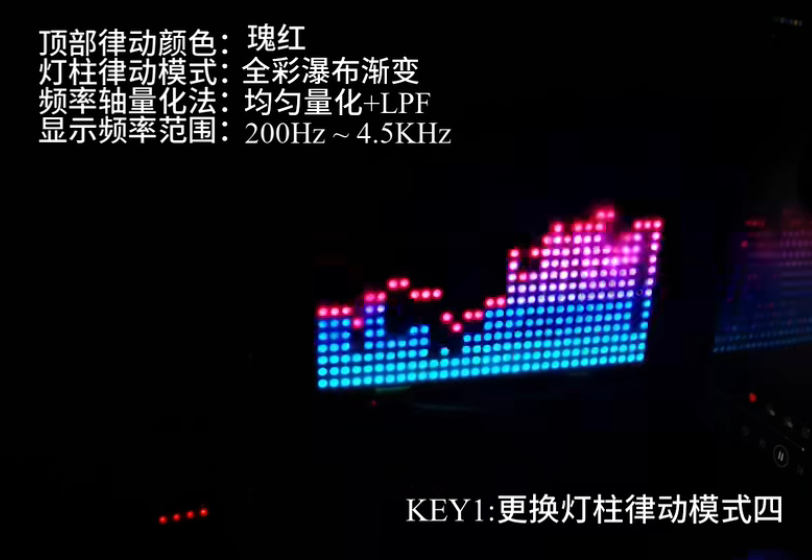 顶部律动颜色：瑰红
灯柱律动模式：全彩瀑布渐变
频率轴量化法：均匀量化+LPF
显示频率范围：200Hz ~ 4.5KHz
KEY1:更换灯柱律动模式四